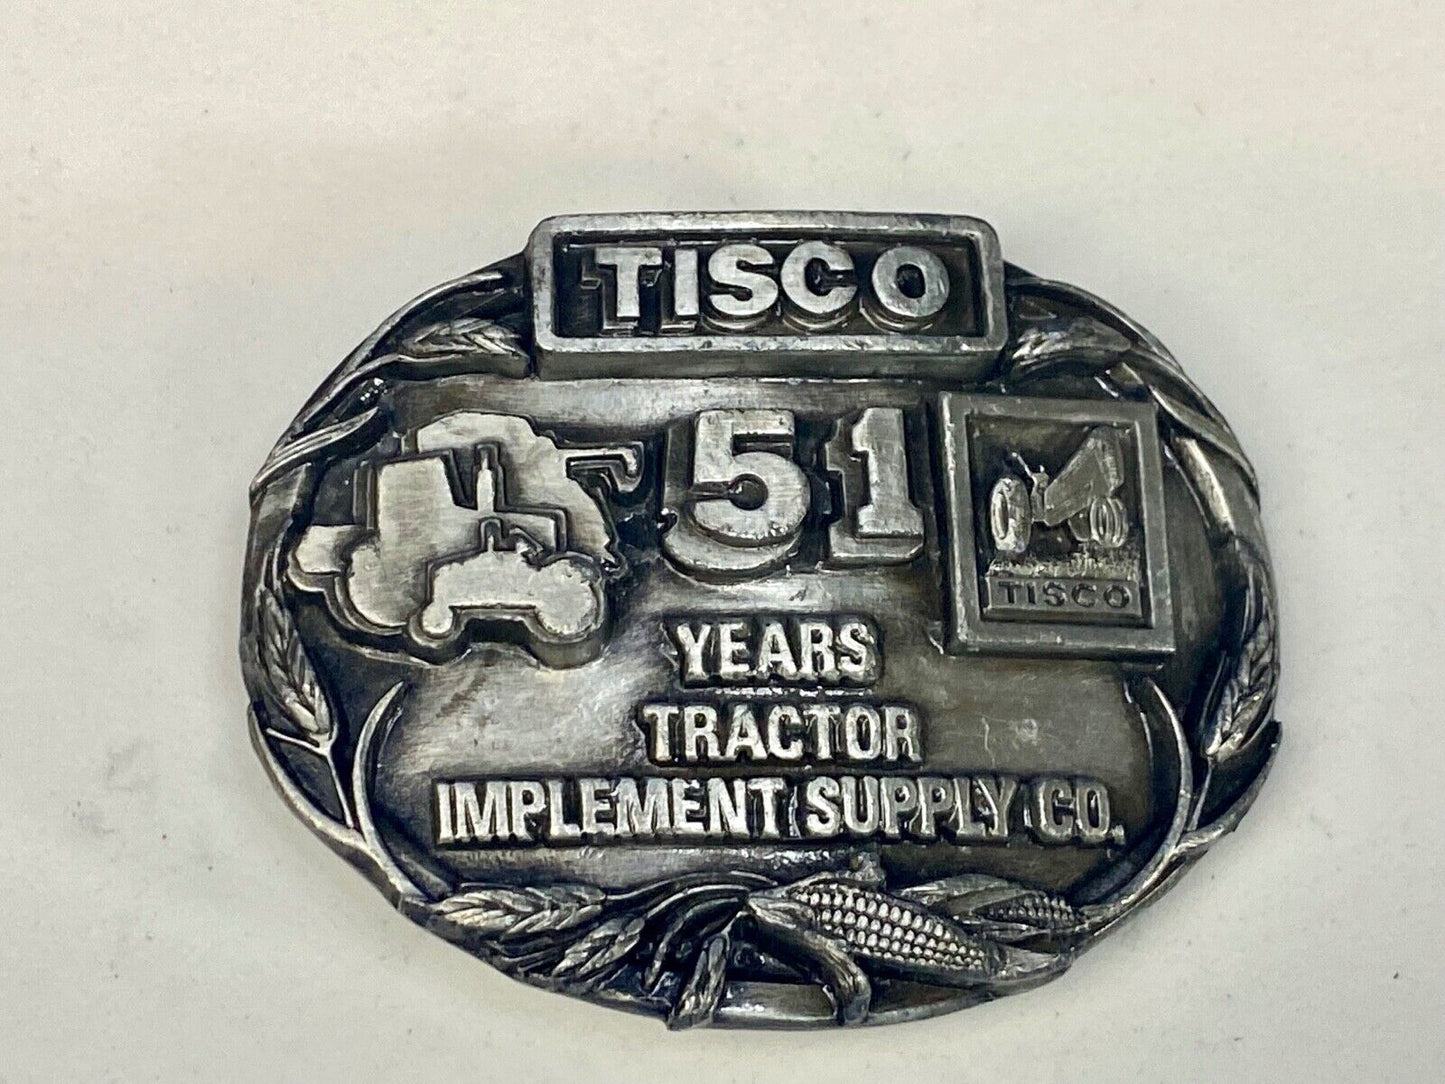 TISCO
51
TISCO
YEARS
TRACTOR
IMPLEMENT SUPPLY CO.